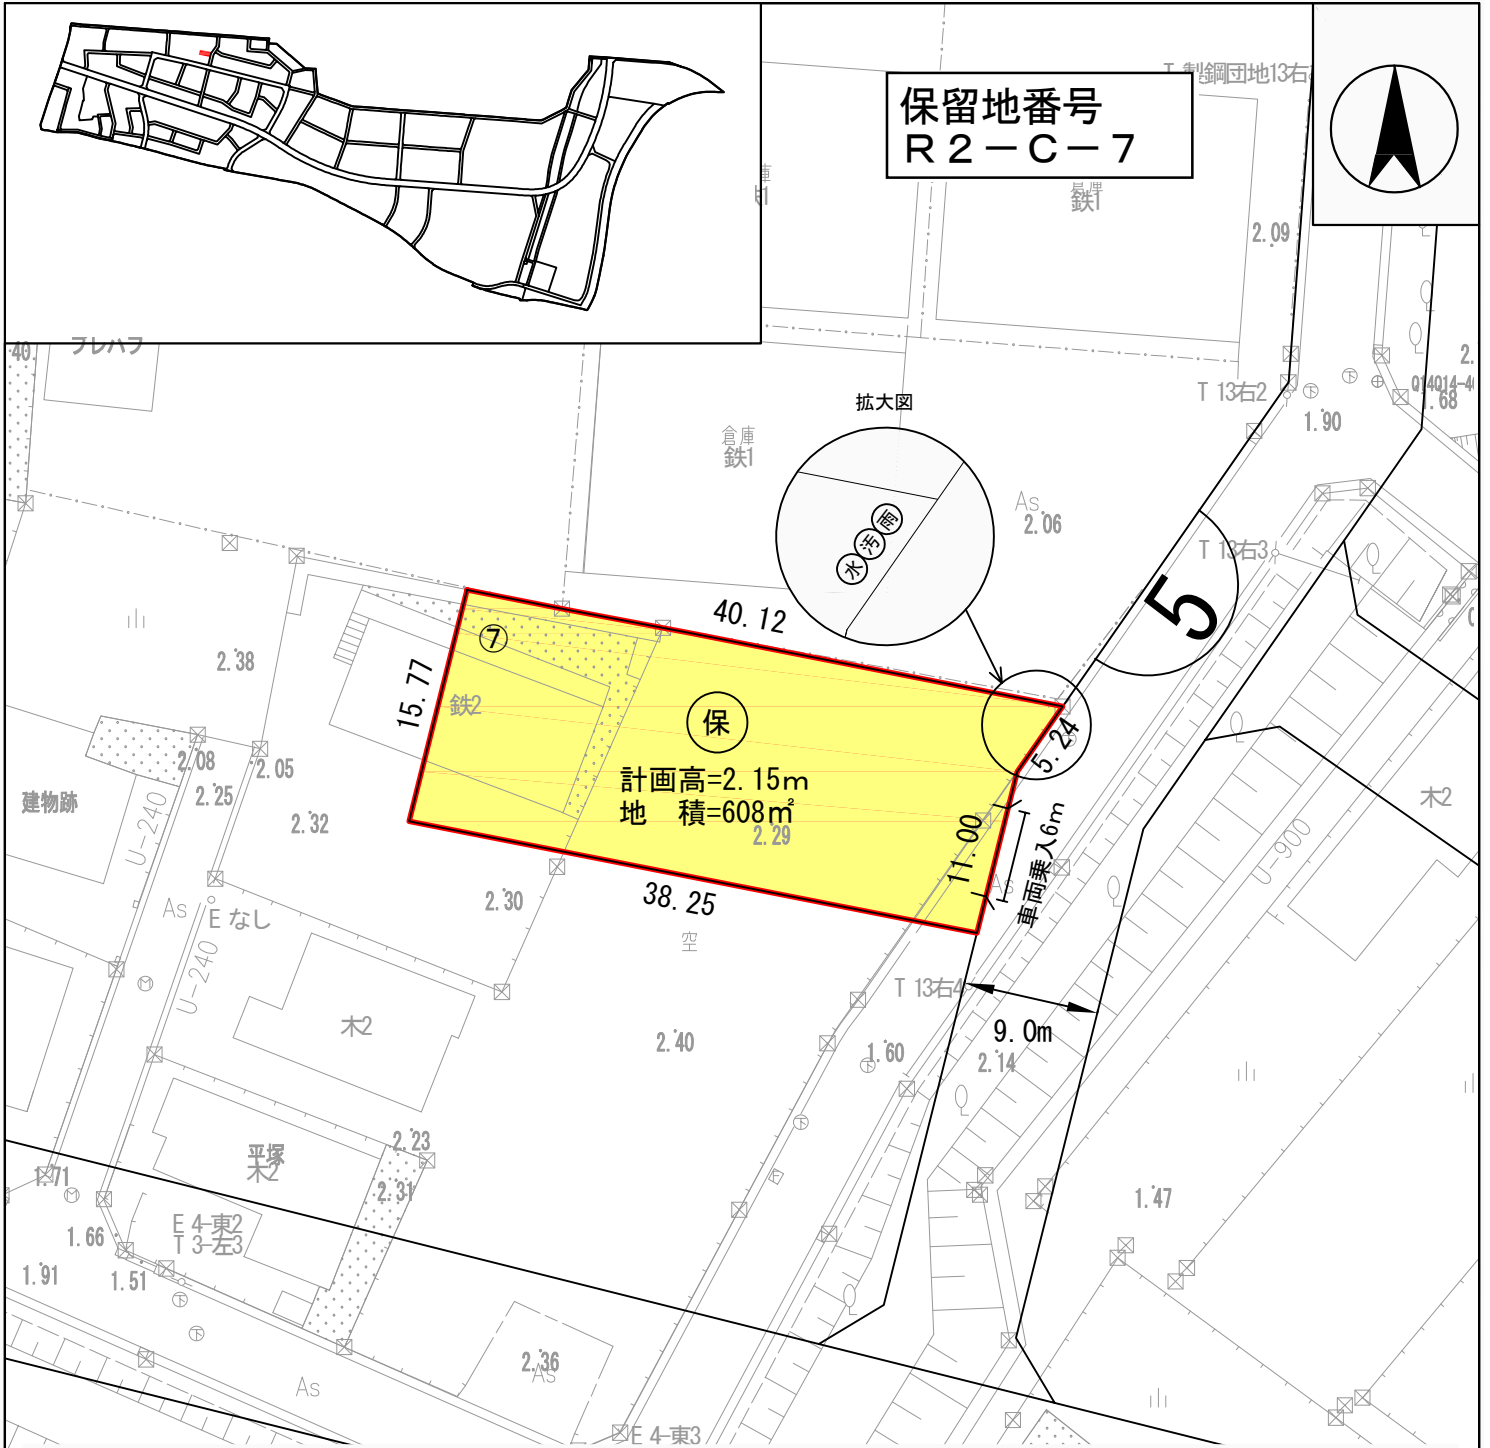 保留地番号
R2-C-7
T 製鋼団地13右
倉庫
鉄1
2.09
プレハブ
T 13右2
1.90
1.68
拡大図
倉庫
鉄1
As
2.06
雨
汚
水
T 13右3
5
40.12
⑦
2.38
15.77
鉄2
保
5.24
計画高=2.15m
地 積=608㎡
2.29
11.00
車両乗入6m
As
2.08
2.05
2.25
建物跡
2.32
U-240
木2
U-900
38.25
2.30
空
As
E なし
U-240
T 13右4
9.0m
木2
2.40
1.60
2.14
2.23
平塚
木2
2.31
1.71
1.47
E 4-東2
T 3-左3
1.66
1.91
1.51
2.36
As
As
E 4-東3